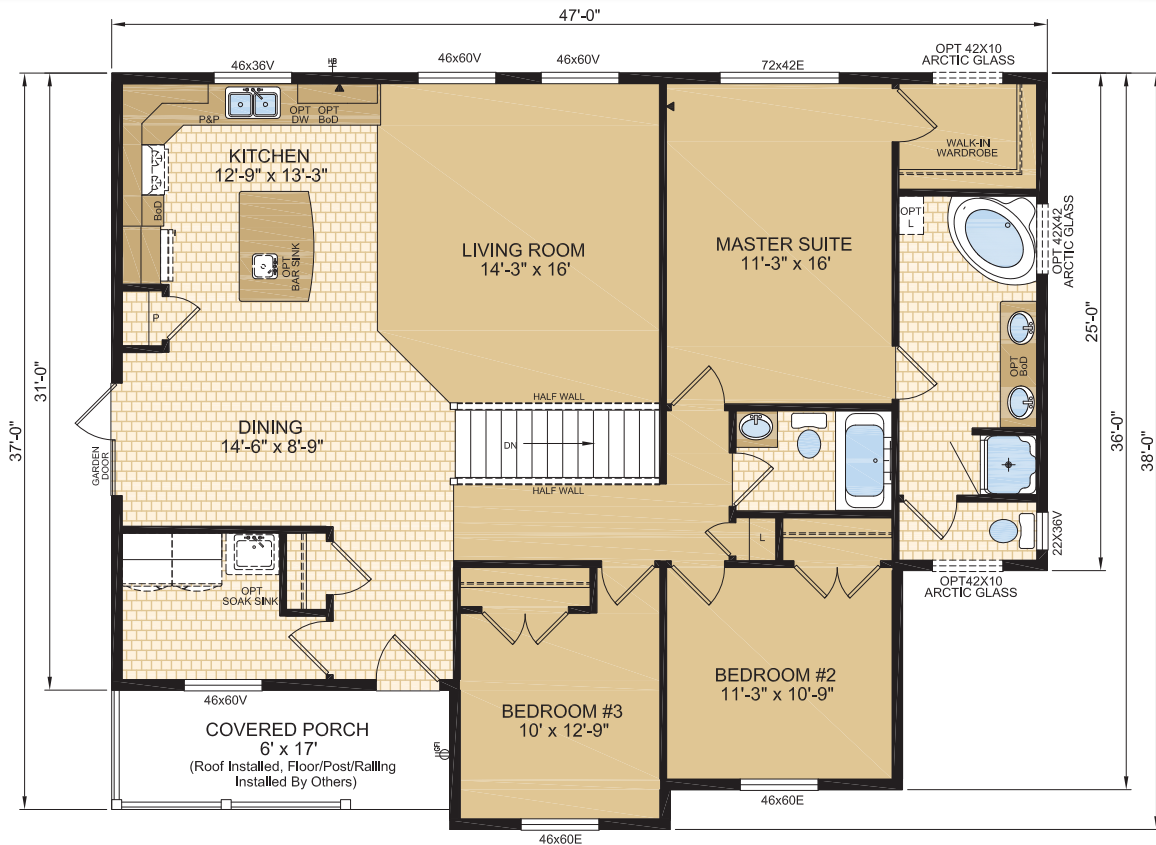 47'-0"
46x36V
HB
46x60V
46x60V
72x42E
OPT 42X10
ARCTIC GLASS
P&P
OPT
DW
OPT
BoD
KITCHEN
12'-9" x 13'-3"
BoD
OPT
BAR SINK
P
LIVING ROOM
14'-3" x 16'
MASTER SUITE
11'-3" x 16'
WALK-IN
WARDROBE
OPT
L
OPT 42X42
ARCTIC GLASS
OPT
BoD
25'-0"
36'-0"
38'-0"
31'-0"
37'-0"
DINING
14'-6" x 8'-9"
GARDEN
DOOR
HALF WALL
DN
HALF WALL
L
22X36V
OPT42X10
ARCTIC GLASS
OPT
SOAK SINK
46x60V
COVERED PORCH
6' x 17'
(Roof Installed, Floor/Post/Railing
Installed By Others)
GFI
BEDROOM #3
10' x 12'-9"
BEDROOM #2
11'-3" x 10'-9"
46x60E
46x60E